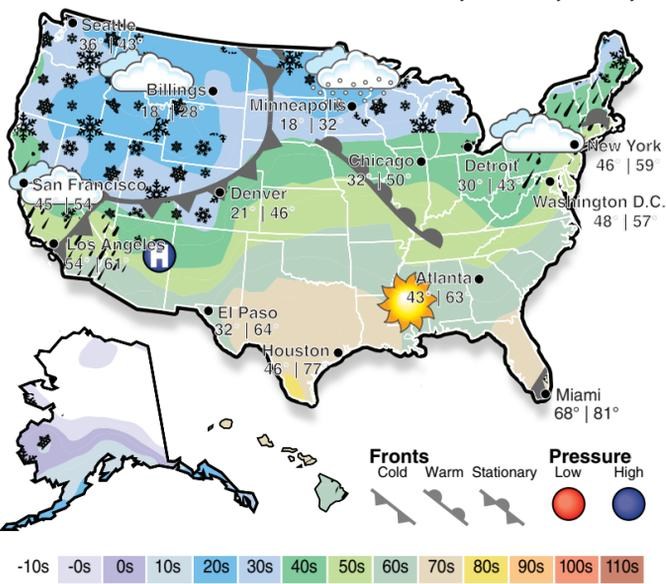 Seattle
36° | 43°
Billings
18° | 28°
Minneapolis
18° | 32°
New York
46° | 59°
Chicago
32° | 50°
Detroit
30° | 43°
San Francisco
45° | 54°
Denver
21° | 46°
Washington D.C.
48° | 57°
Los Angeles
54° | 61°
H
Atlanta
43° | 63°
El Paso
32° | 64°
Houston
46° | 77°
Miami
68° | 81°
Fronts
Cold Warm Stationary
Pressure
Low High
-10s -0s 0s 10s 20s 30s 40s 50s 60s 70s 80s 90s 100s 110s